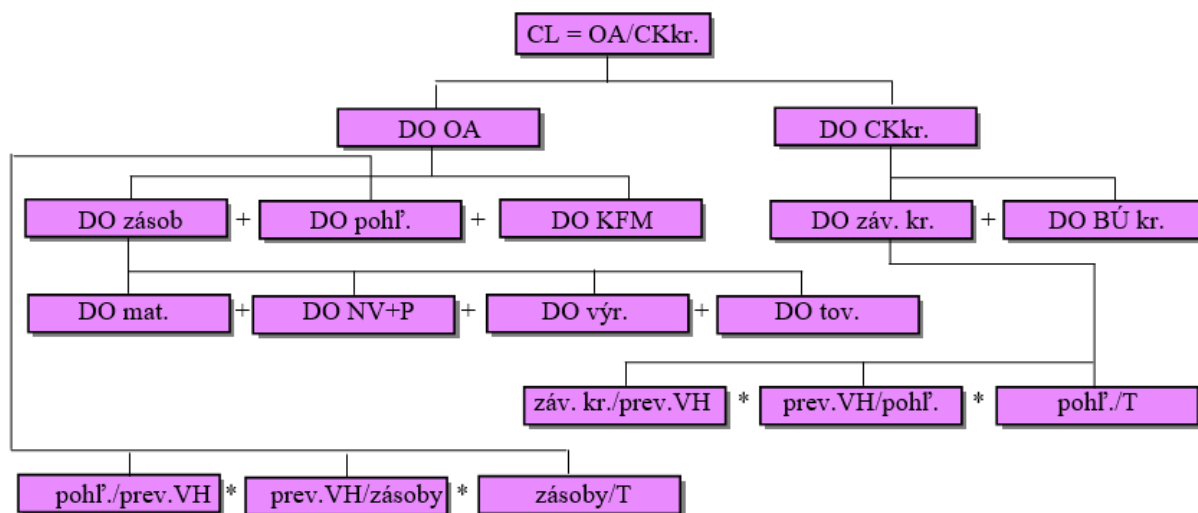 CL = OA/CKkr.
DO OA
DO CKkr.
DO zásob + DO pohľ. + DO KFM
DO záv. kr. + DO BÚ kr.
DO mat. + DO NV+P + DO výr. + DO tov.
záv. kr./prev.VH * prev.VH/pohľ. * pohľ./T
pohľ./prev.VH * prev.VH/zásoby * zásoby/T